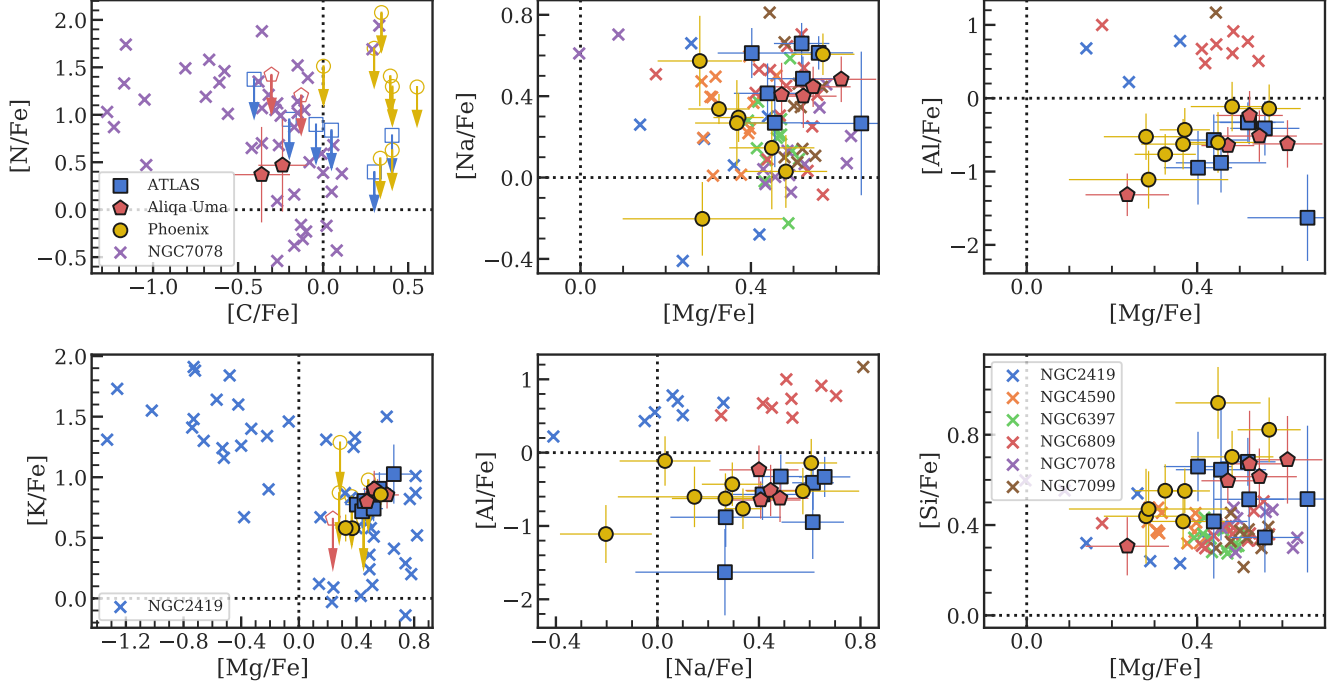 2.0
1.5
1.0
0.5
0.0
−0.5
[N/Fe]
ATLAS
Aliqa Uma
Phoenix
NGC7078
−1.0
−0.5
0.0
0.5
[C/Fe]
0.8
0.4
0.0
−0.4
[Na/Fe]
0.0
0.4
[Mg/Fe]
1
0
−1
−2
[Al/Fe]
0.0
0.4
[Mg/Fe]
2.0
1.5
1.0
0.5
0.0
[K/Fe]
NGC2419
−1.2
−0.8
−0.4
0.0
0.4
0.8
[Mg/Fe]
1
0
−1
−2
[Al/Fe]
−0.4
0.0
0.4
0.8
[Na/Fe]
NGC2419
NGC4590
NGC6397
NGC6809
NGC7078
NGC7099
0.8
0.4
0.0
[Si/Fe]
0.0
0.4
[Mg/Fe]